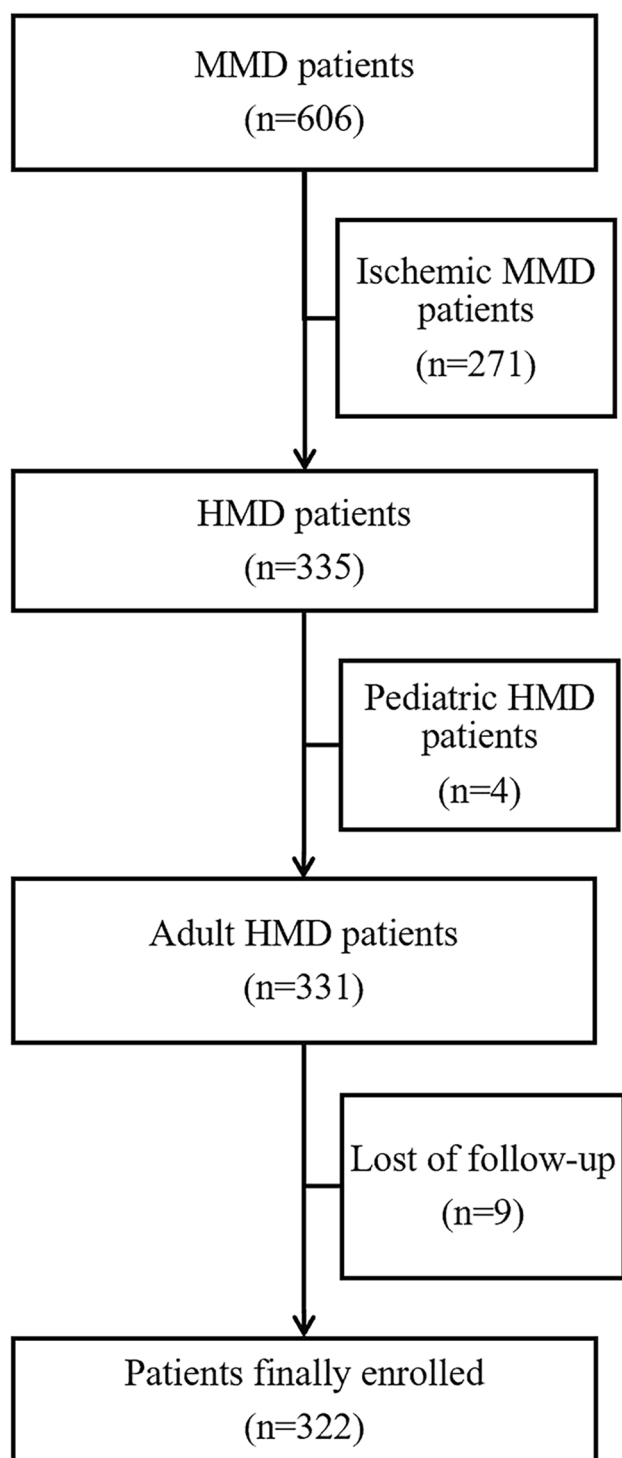 MMD patients
(n=606)
Ischemic MMD
patients
(n=271)
HMD patients
(n=335)
Pediatric HMD
patients
(n=4)
Adult HMD patients
(n=331)
Lost of follow-up
(n=9)
Patients finally enrolled
(n=322)